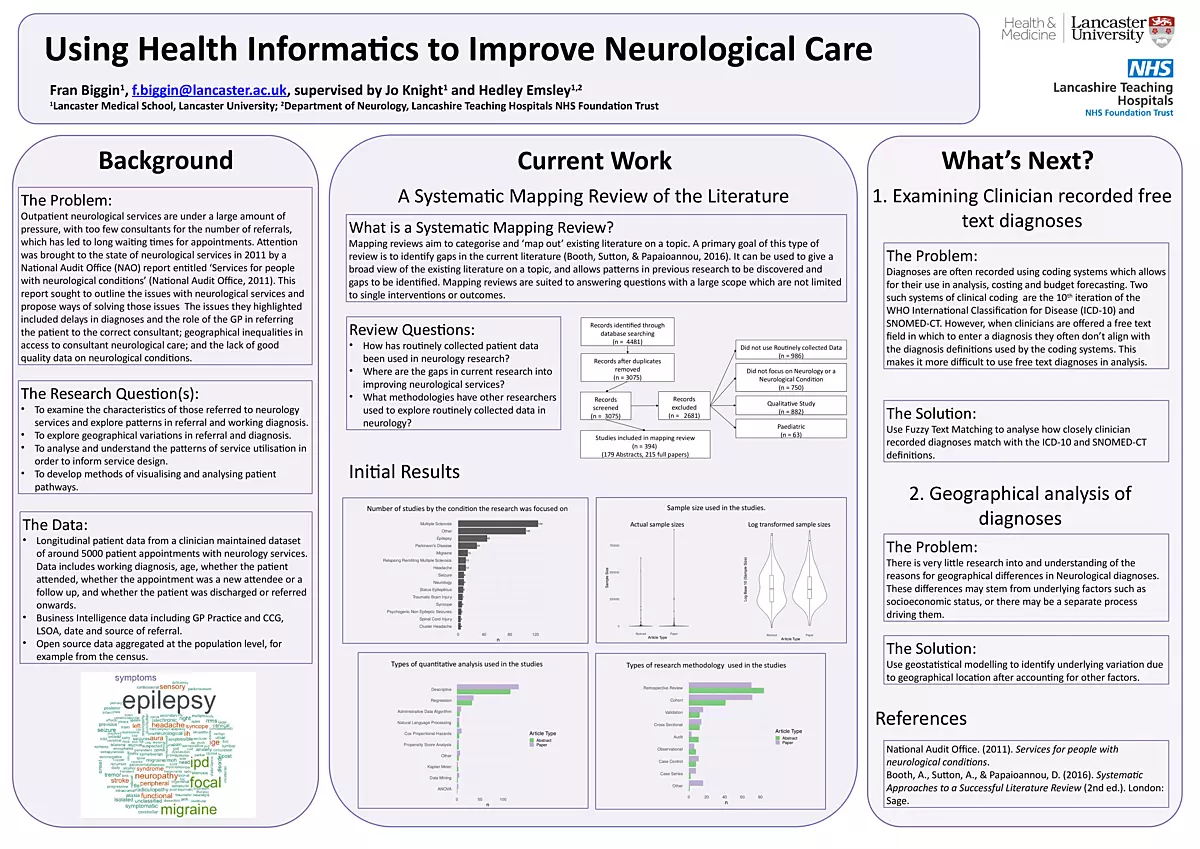 Using Health Informatics to Improve Neurological Care
Fran Biggin¹, f.biggin@lancaster.ac.uk, supervised by Jo Knight¹ and Hedley Emsley¹,²
¹Lancaster Medical School, Lancaster University; ²Department of Neurology, Lancashire Teaching Hospitals NHS Foundation Trust
Health &
Medicine
Lancaster
University
NHS
Lancashire Teaching
Hospitals
NHS Foundation Trust
Background
The Problem:
Outpatient neurological services are under a large amount of
pressure, with too few consultants for the number of referrals,
which has led to long waiting times for appointments. Attention
was brought to the state of neurological services in 2011 by a
National Audit Office (NAO) report entitled ‘Services for people
with neurological conditions’ (National Audit Office, 2011). This
report sought to outline the issues with neurological services and
propose ways of solving those issues The issues they highlighted
included delays in diagnoses and the role of the GP in referring
the patient to the correct consultant; geographical inequalities in
access to consultant neurological care; and the lack of good
quality data on neurological conditions.
The Research Question(s):
• To examine the characteristics of those referred to neurology
services and explore patterns in referral and working diagnosis.
• To explore geographical variations in referral and diagnosis.
• To analyse and understand the patterns of service utilisation in
order to inform service design.
• To develop methods of visualising and analysing patient
pathways.
The Data:
• Longitudinal patient data from a clinician maintained dataset
of around 5000 patient appointments with neurology services.
Data includes working diagnosis, age, whether the patient
attended, whether the appointment was a new attendee or a
follow up, and whether the patient was discharged or referred
onwards.
• Business Intelligence data including GP Practice and CCG,
LSOA, date and source of referral.
• Open source data aggregated at the population level, for
example from the census.
symptoms
sensory
epilepsy
left
headache
syncope
seizure
aura
ige
ipd
syndrome
tremor
neuropathy
stroke
peripheral
focal
functional
symptomatic
migraine
Current Work
A Systematic Mapping Review of the Literature
What is a Systematic Mapping Review?
Mapping reviews aim to categorise and ‘map out’ existing literature on a topic. A primary goal of this type of
review is to identify gaps in the current literature (Booth, Sutton, & Papaioannou, 2016). It can be used to give a
broad view of the existing literature on a topic, and allows patterns in previous research to be discovered and
gaps to be identified. Mapping reviews are suited to answering questions with a large scope which are not limited
to single interventions or outcomes.
Review Questions:
• How has routinely collected patient data
been used in neurology research?
• Where are the gaps in current research into
improving neurological services?
• What methodologies have other researchers
used to explore routinely collected data in
neurology?
Records identified through
database searching
(n = 4481)
Records after duplicates
removed
(n = 3075)
Records
screened
(n = 3075)
Records
excluded
(n = 2681)
Did not use Routinely collected Data
(n = 986)
Did not focus on Neurology or a
Neurological Condition
(n = 750)
Qualitative Study
(n = 882)
Paediatric
(n = 63)
Studies included in mapping review
(n = 394)
(179 Abstracts, 215 full papers)
Initial Results
Number of studies by the condition the research was focused on
Multiple Sclerosis
Other
Epilepsy
Parkinson's Disease
Migraine
Relapsing Remitting Multiple Sclerosis
Headache
Seizure
Neurology
Status Epilepticus
Traumatic Brain Injury
Syncope
Psychogenic Non Epileptic Seizures
Spinal Cord Injury
Cluster Headache
0 40 80 120
n
Sample size used in the studies.
Actual sample sizes
Log transformed sample sizes
Sample Size
Abstract Paper
Article Type
Abstract Paper
Article Type
Types of quantitative analysis used in the studies
Descriptive
Regression
Administrative Data Algorithm
Natural Language Processing
Cox Proportional Hazards
Propensity Score Analysis
Other
Kaplan Meier
Data Mining
ANOVA
0 50 100
n
Article Type
Abstract
Paper
Types of research methodology used in the studies
Retrospective Review
Cohort
Validation
Cross Sectional
Audit
Observational
Case Control
Case Series
Other
0 20 40 60 80
n
Article Type
Abstract
Paper
What’s Next?
1. Examining Clinician recorded free
text diagnoses
The Problem:
Diagnoses are often recorded using coding systems which allows
for their use in analysis, costing and budget forecasting. Two
such systems of clinical coding are the 10th iteration of the
WHO International Classification for Disease (ICD-10) and
SNOMED-CT. However, when clinicians are offered a free text
field in which to enter a diagnosis they often don’t align with
the diagnosis definitions used by the coding systems. This
makes it more difficult to use free text diagnoses in analysis.
The Solution:
Use Fuzzy Text Matching to analyse how closely clinician
recorded diagnoses match with the ICD-10 and SNOMED-CT
definitions.
2. Geographical analysis of
diagnoses
The Problem:
There is very little research into and understanding of the
reasons for geographical differences in Neurological diagnoses.
These differences may stem from underlying factors such as
socioeconomic status, or there may be a separate process
driving them.
The Solution:
Use geostatistical modelling to identify underlying variation due
to geographical location after accounting for other factors.
References
National Audit Office. (2011). Services for people with
neurological conditions.
Booth, A., Sutton, A., & Papaioannou, D. (2016). Systematic
Approaches to a Successful Literature Review (2nd ed.). London:
Sage.